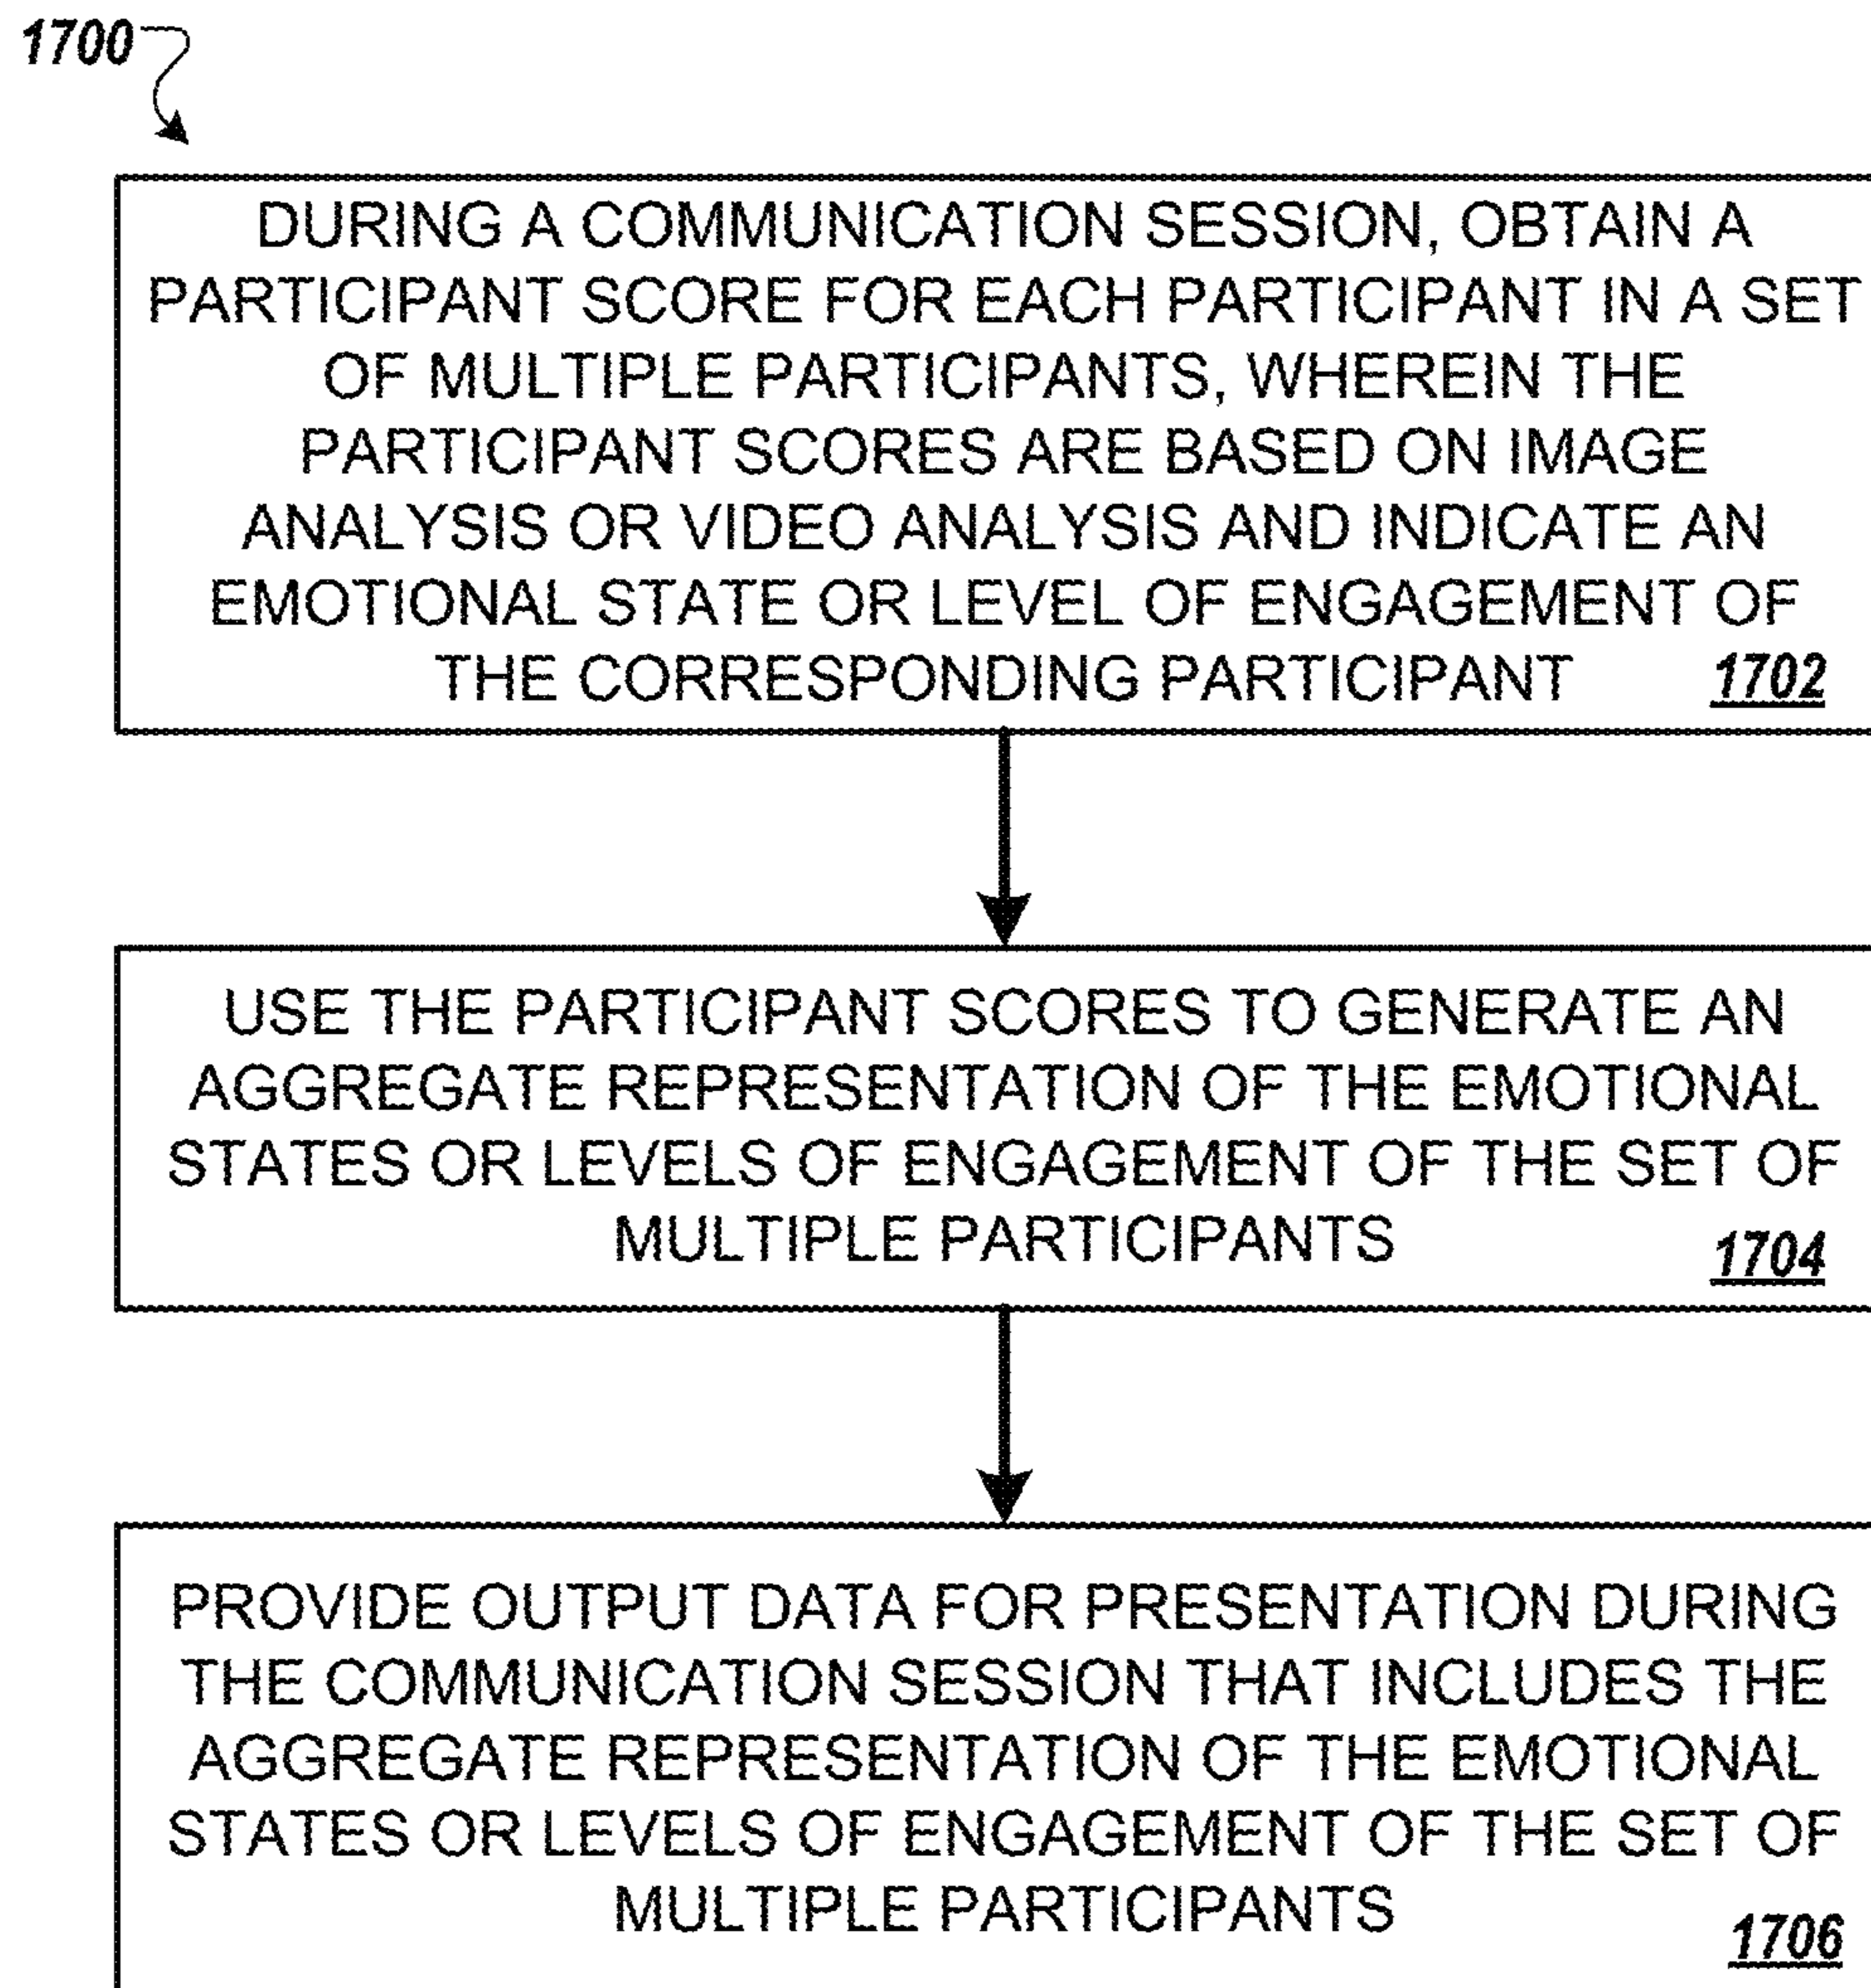 1700
DURING A COMMUNICATION SESSION, OBTAIN A
PARTICIPANT SCORE FOR EACH PARTICIPANT IN A SET
OF MULTIPLE PARTICIPANTS, WHEREIN THE
PARTICIPANT SCORES ARE BASED ON IMAGE
ANALYSIS OR VIDEO ANALYSIS AND INDICATE AN
EMOTIONAL STATE OR LEVEL OF ENGAGEMENT OF
THE CORRESPONDING PARTICIPANT 1702
USE THE PARTICIPANT SCORES TO GENERATE AN
AGGREGATE REPRESENTATION OF THE EMOTIONAL
STATES OR LEVELS OF ENGAGEMENT OF THE SET OF
MULTIPLE PARTICIPANTS 1704
PROVIDE OUTPUT DATA FOR PRESENTATION DURING
THE COMMUNICATION SESSION THAT INCLUDES THE
AGGREGATE REPRESENTATION OF THE EMOTIONAL
STATES OR LEVELS OF ENGAGEMENT OF THE SET OF
MULTIPLE PARTICIPANTS 1706